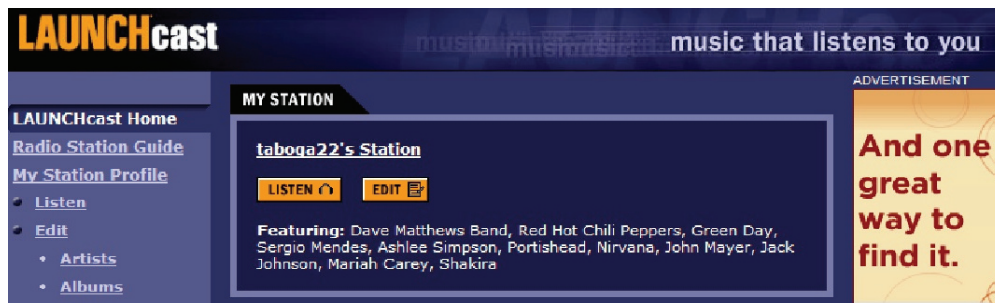 LAUNCHcast
music that listens to you
ADVERTISEMENT
LAUNCHcast Home
Radio Station Guide
My Station Profile
Listen
Edit
Artists
Albums
MY STATION
taboga22's Station
LISTEN
EDIT
Featuring: Dave Matthews Band, Red Hot Chili Peppers, Green Day,
Sergio Mendes, Ashlee Simpson, Portishead, Nirvana, John Mayer, Jack
Johnson, Mariah Carey, Shakira
And one
great
way to
find it.